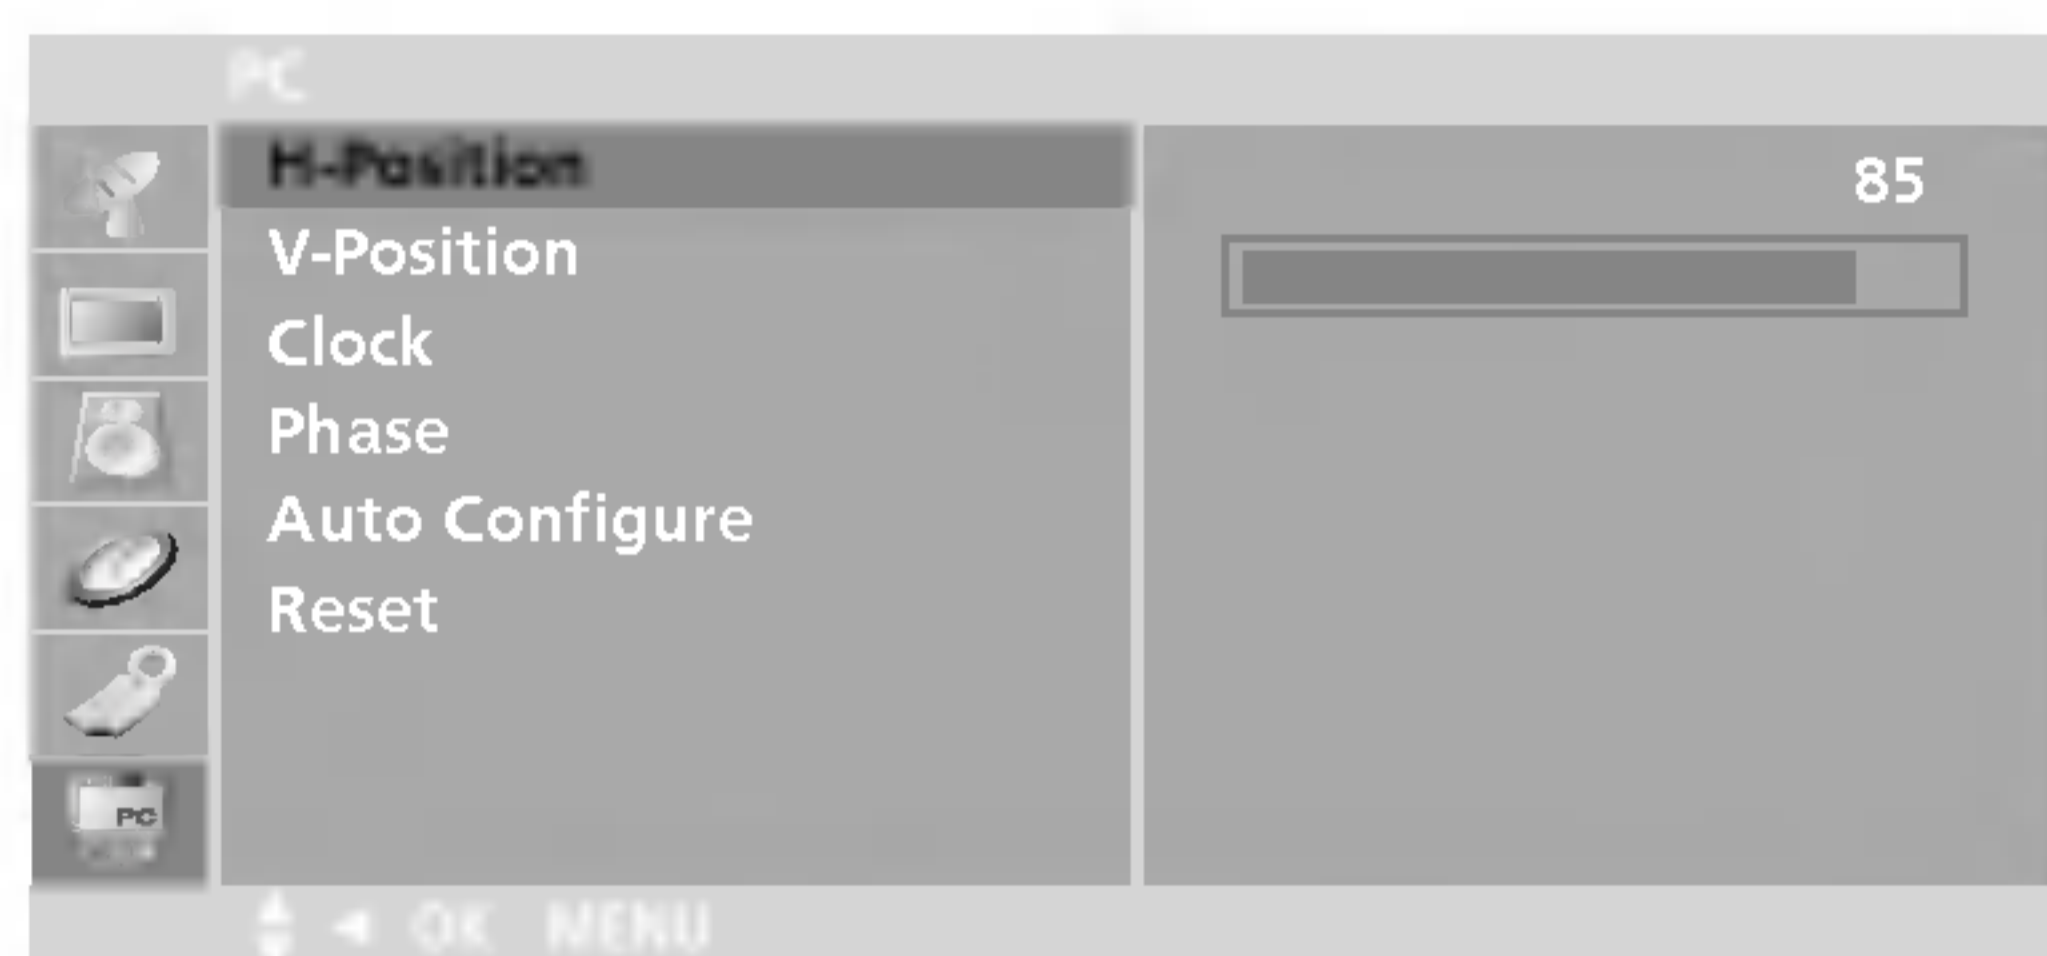 PC
H-Position
85
V-Position
Clock
Phase
Auto Configure
Reset
PC
OK MENU